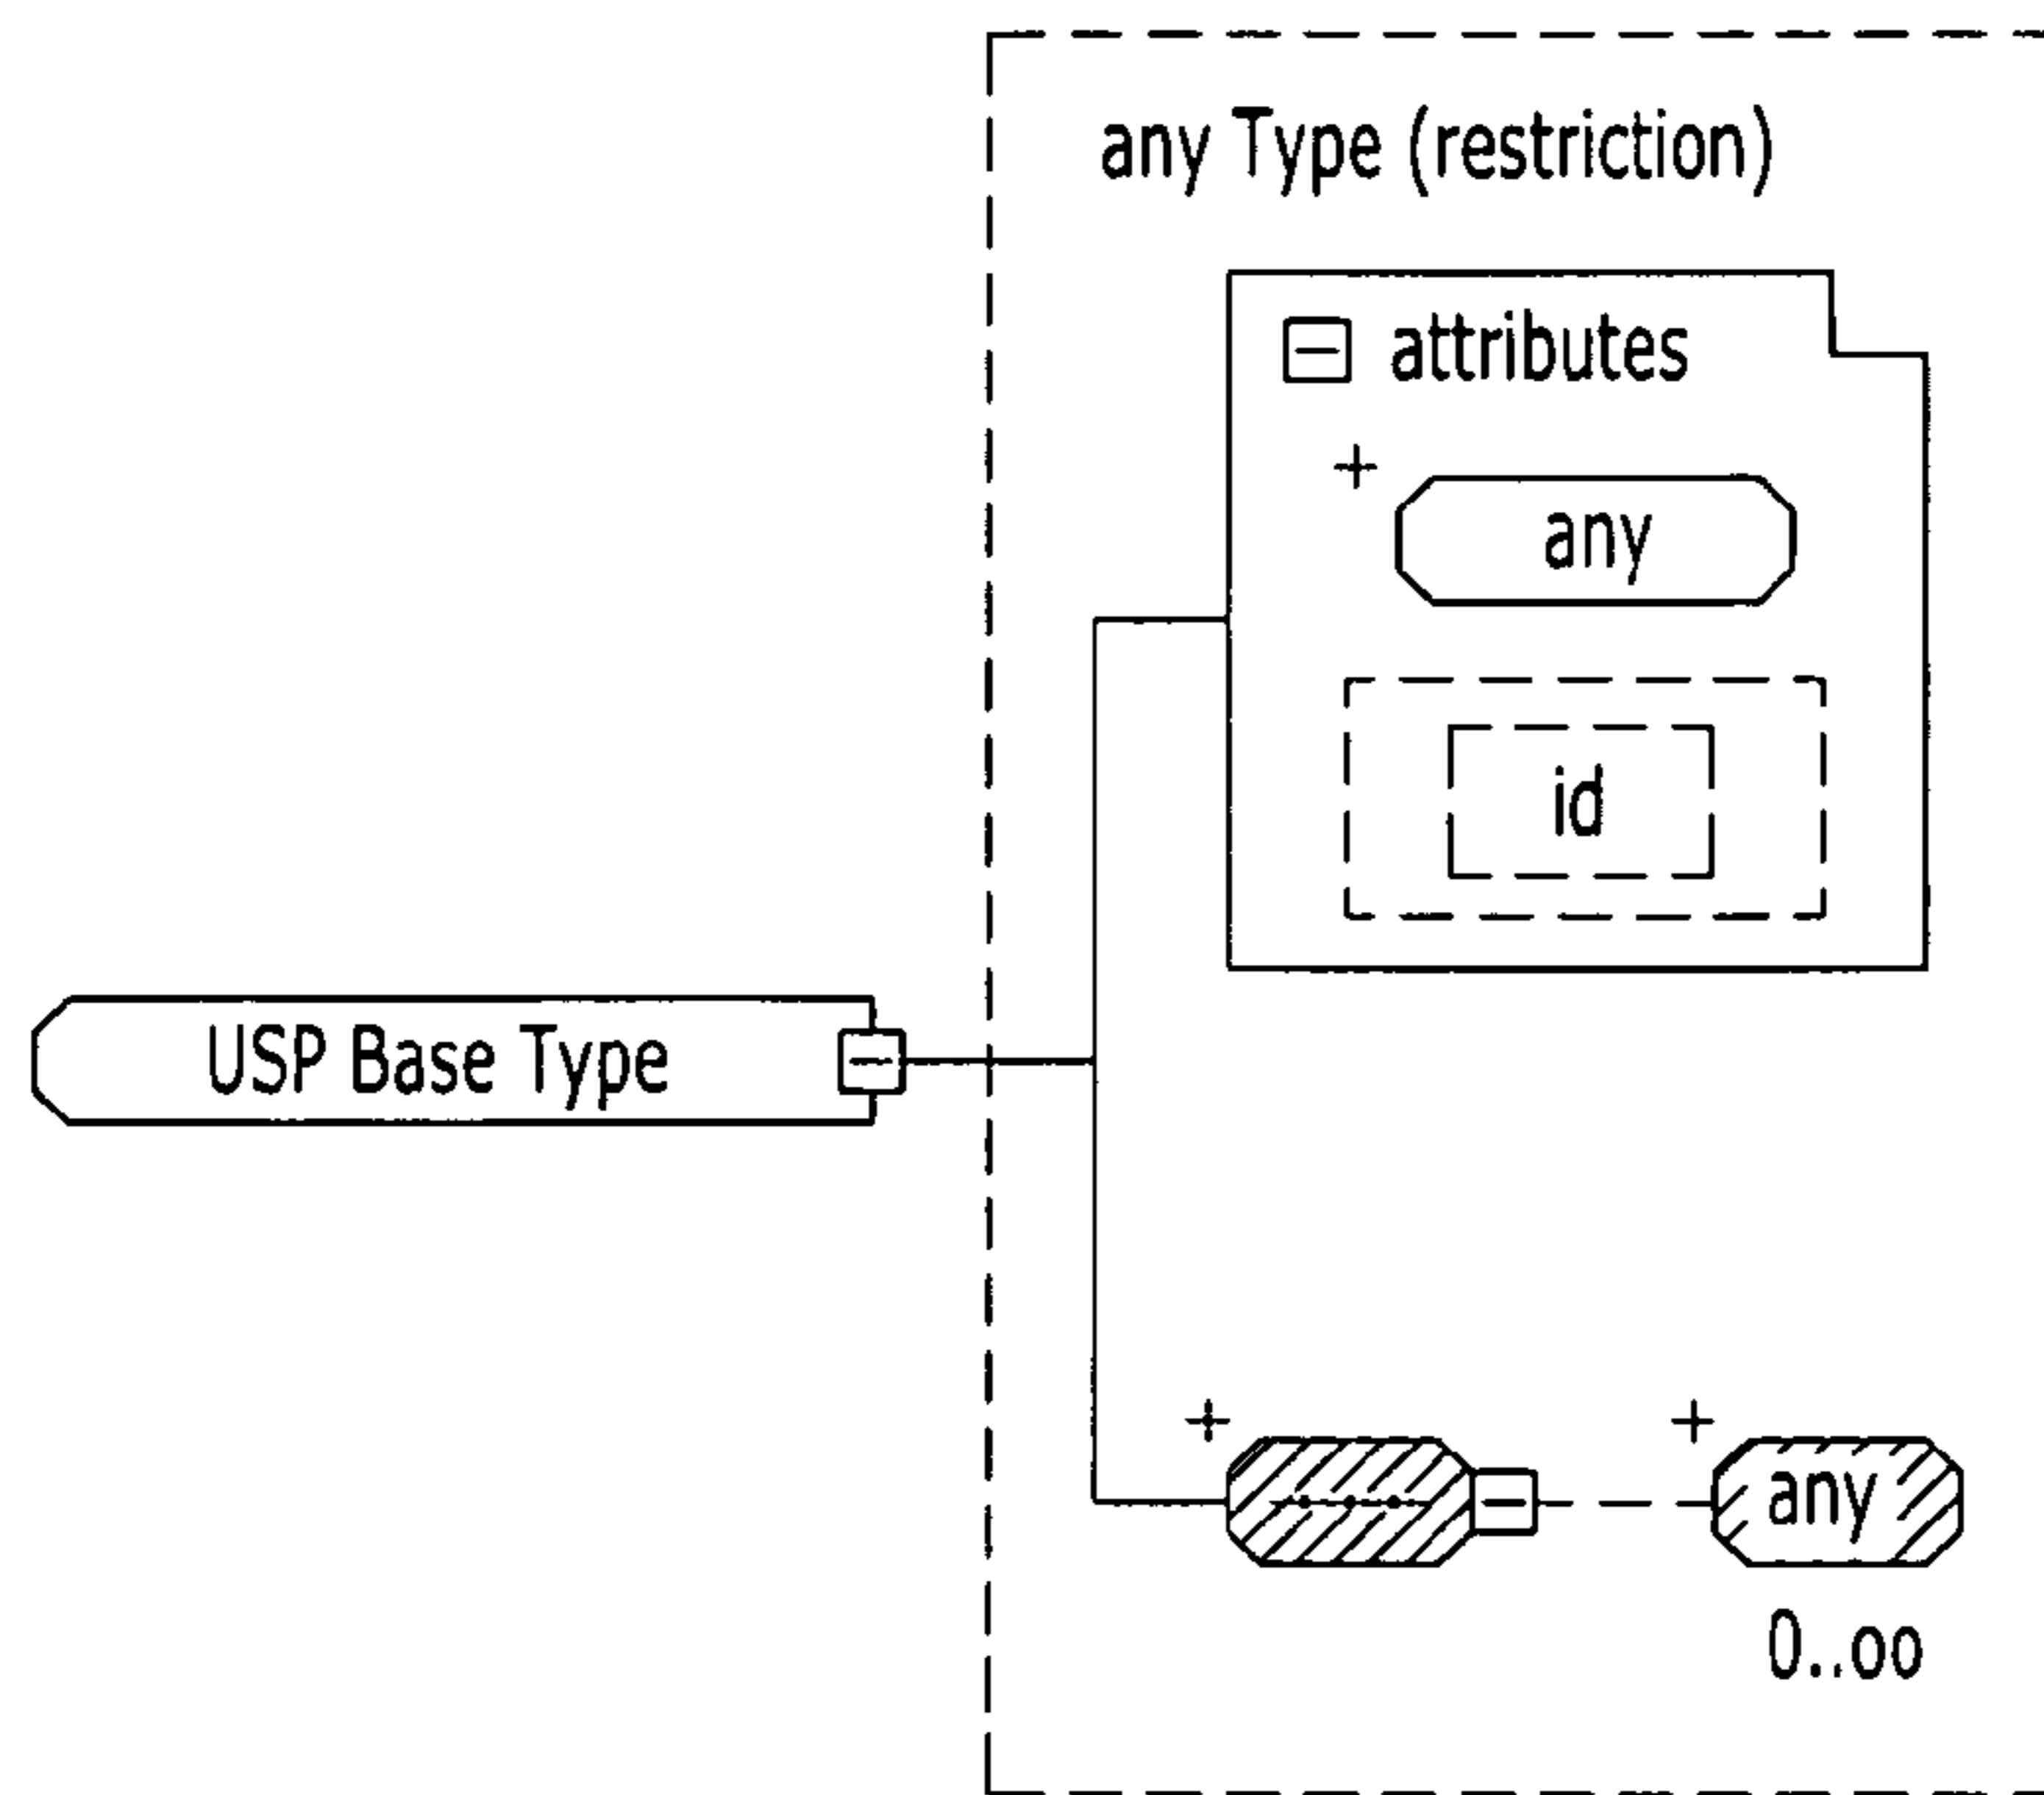 any Type (restriction)
attributes
any
id
USP Base Type
any
0..oo